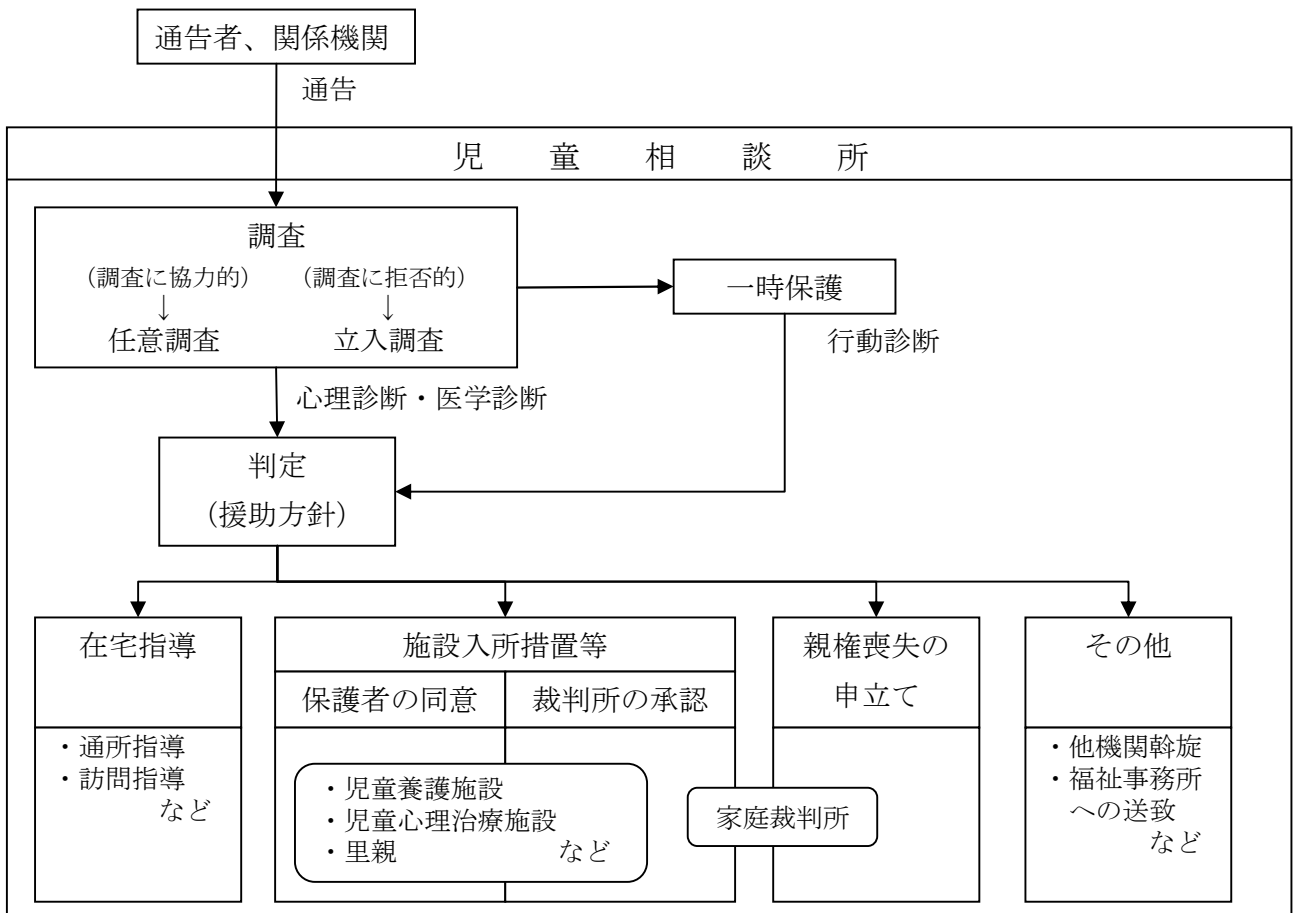 通告者、関係機関
通告
児童相談所
調査
(調査に協力的) (調査に拒否的)
↓ ↓
任意調査 立入調査
一時保護
行動診断
心理診断・医学診断
判定
(援助方針)
在宅指導
・通所指導
・訪問指導
など
施設入所措置等
保護者の同意 裁判所の承認
・児童養護施設
・児童心理治療施設
・里親 など
親権喪失の
申立て
家庭裁判所
その他
・他機関斡旋
・福祉事務所
への送致
など